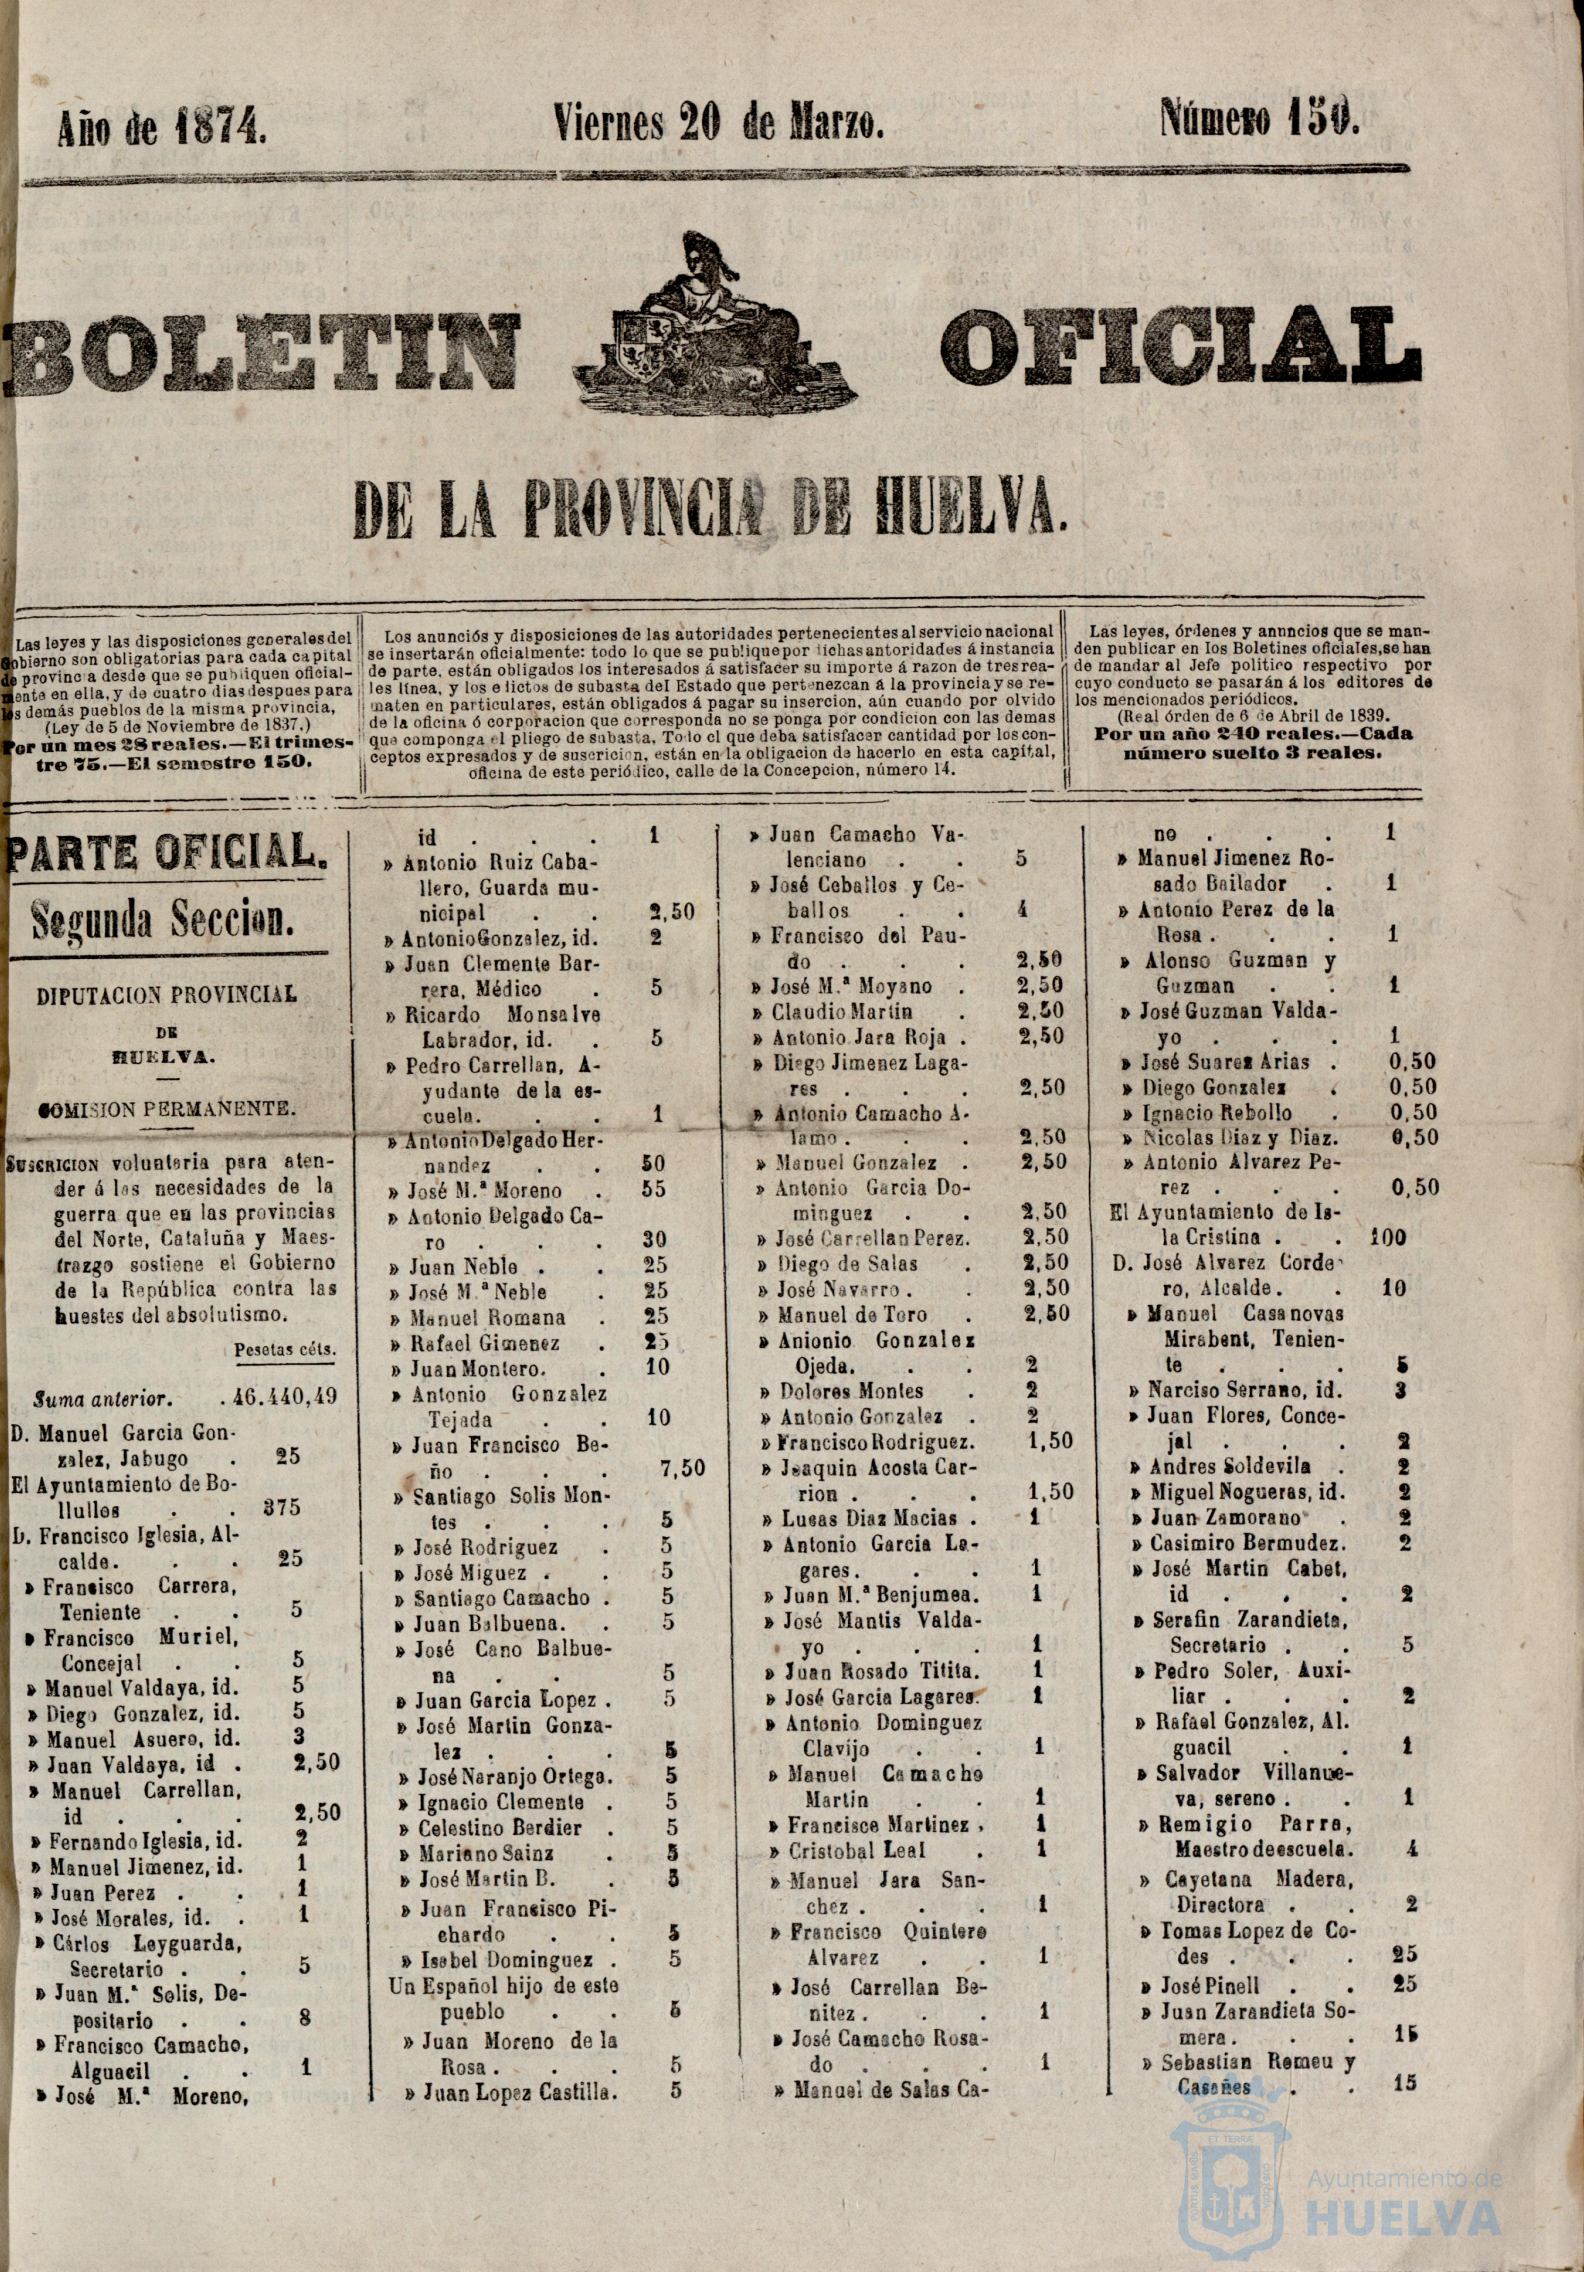 Año de 1874.
Viernes 20 de Marzo.
Número 150.
BOLETIN OFICIAL
DE LA PROVINCIA DE HUELVA.
Las leyes y las disposiciones generales del
Gobierno son obligatorias para cada capital
de provincia desde que se publiquen oficial-
mente en ella, y de cuatro dias despues para
los demás pueblos de la misma provincia,
(Ley de 5 de Noviembre de 1837.)
Por un mes 28 reales.—El trimes-
tre 75.—El semestre 150.
Los anunciós y disposiciones de las autoridades pertenecientes al servicio nacional
se insertarán oficialmente: todo lo que se publique por dichas antoridades á instancia
de parte, están obligados los interesados á satisfacer su importe á razon de tres rea-
les línea, y los edictos de subasta del Estado que pertenezcan á la provincia y se re-
maten en particulares, están obligados á pagar su insercion, aún cuando por olvido
de la oficina ó corporacion que corresponda no se ponga por condicion con las demas
que componga el pliego de subasta. Todo el que deba satisfacer cantidad por los con-
ceptos expresados y de suscricion, están en la obligacion de hacerlo en esta capital,
oficina de este periódico, calle de la Concepcion, número 14.
Las leyes, órdenes y anuncios que se man-
den publicar en los Boletines oficiales, se han
de mandar al Jefe político respectivo por
cuyo conducto se pasarán á los editores de
los mencionados periódicos.
(Real órden de 6 de Abril de 1839.
Por un año 240 reales.—Cada
número suelto 3 reales.
PARTE OFICIAL.
Segunda Seccion.
DIPUTACION PROVINCIAL
DE
HUELVA.
COMISION PERMANENTE.
SUSCRICION voluntaria para aten-
der á las necesidades de la
guerra que en las provincias
del Norte, Cataluña y Maes-
trazgo sostiene el Gobierno
de la República contra las
huestes del absolutismo.
Pesetas céts.
Suma anterior. . 46.440,49
D. Manuel Garcia Gon-
zalez, Jabugo . 25
El Ayuntamiento de Bo-
llullos . . 375
D. Francisco Iglesia, Al-
calde. . . 25
» Francisco Carrera,
Teniente . . 5
» Francisco Muriel,
Concejal . . 5
» Manuel Valdaya, id. 5
» Diego Gonzalez, id. 5
» Manuel Asuero, id. 3
» Juan Valdaya, id . 2,50
» Manuel Carrellan,
id . . . 2,50
» Fernando Iglesia, id. 2
» Manuel Jimenez, id. 1
» Juan Perez . . 1
» José Morales, id. . 1
» Cárlos Leyguarda,
Secretario . . 5
» Juan M.ª Solis, De-
positario . . 8
» Francisco Camacho,
Alguacil . . 1
» José M.ª Moreno,
id . . . 1
» Antonio Ruiz Caba-
llero, Guarda mu-
nicipal . . 2,50
» Antonio Gonzalez, id. 2
» Juan Clemente Bar-
rera, Médico . 5
» Ricardo Monsalve
Labrador, id. . 5
» Pedro Carrellan, A-
yudante de la es-
cuela. . . 1
» Antonio Delgado Her-
nandez . . 50
» José M.ª Moreno . 55
» Antonio Delgado Ca-
ro . . . 30
» Juan Neble . . 25
» José M.ª Neble . 25
» Manuel Romana . 25
» Rafael Gimenez . 25
» Juan Montero. . 10
» Antonio Gonzalez
Tejada . . 10
» Juan Francisco Be-
ño . . . 7,50
» Santiago Solis Mon-
tes . . . 5
» José Rodriguez . 5
» José Miguez . . 5
» Santiago Camacho . 5
» Juan Balbuena. . 5
» José Cano Balbue-
na . . 5
» Juan Garcia Lopez . 5
» José Martin Gonza-
lez . . . 5
» José Naranjo Ortega. 5
» Ignacio Clemente . 5
» Celestino Berdier . 5
» Mariano Sainz . 5
» José Martin B. . 5
» Juan Francisco Pi-
chardo . . 5
» Isabel Dominguez . 5
Un Español hijo de este
pueblo . . 5
» Juan Moreno de la
Rosa . . . 5
» Juan Lopez Castilla. 5
» Juan Camacho Va-
lenciano . . 5
» José Ceballos y Ce-
ballos . . 4
» Francisco del Pau-
do . . . 2,50
» José M.ª Moyano . 2,50
» Claudio Martin . 2,50
» Antonio Jara Roja . 2,50
» Diego Jimenez Laga-
res . . . 2,50
» Antonio Camacho A-
lamo . . . 2,50
» Manuel Gonzalez . 2,50
» Antonio Garcia Do-
minguez . . 2,50
» José Carrellan Perez. 2,50
» Diego de Salas . 2,50
» José Navarro . . 2,50
» Manuel de Toro . 2,50
» Anionio Gonzalez
Ojeda. . . 2
» Dolores Montes . 2
» Antonio Gonzalez . 2
» Francisco Rodriguez. 1,50
» Joaquin Acosta Car-
rion . . . 1,50
» Lucas Diaz Macias . 1
» Antonio Garcia La-
gares. . . 1
» Juan M.ª Benjumea. 1
» José Mantis Valda-
yo . . . 1
» Juan Rosado Titita. 1
» José Garcia Lagares. 1
» Antonio Dominguez
Clavijo . . 1
» Manuel Camacho
Martin . . 1
» Francisco Martinez . 1
» Cristobal Leal . 1
» Manuel Jara San-
chez . . . 1
» Francisco Quintero
Alvarez . . 1
» José Carrellan Be-
nitez . . . 1
» José Camacho Rosa-
do . . . 1
» Manuel de Salas Ca-
no . . . 1
» Manuel Jimenez Ro-
sado Bailador . 1
» Antonio Perez de la
Rosa . . . 1
» Alonso Guzman y
Guzman . . 1
» José Guzman Valda-
yo . . . 1
» José Suarez Arias . 0,50
» Diego Gonzalez . 0,50
» Ignacio Rebollo . 0,50
» Nicolas Diaz y Diaz. 0,50
» Antonio Alvarez Pe-
rez . . . 0,50
El Ayuntamiento de Is-
la Cristina . . 100
D. José Alvarez Corde-
ro, Alcalde. . 10
» Manuel Casanovas
Mirabent, Tenien-
te . . . 5
» Narciso Serrano, id. 3
» Juan Flores, Conce-
jal . . . 2
» Andres Soldevila . 2
» Miguel Nogueras, id. 2
» Juan Zamorano . 2
» Casimiro Bermudez. 2
» José Martin Cabet,
id . . . 2
» Serafin Zarandieta,
Secretario . . 5
» Pedro Soler, Auxi-
liar . . . 2
» Rafael Gonzalez, Al.
guacil . . 1
» Salvador Villanue-
va, sereno . . 1
» Remigio Parra,
Maestro de escuela. 4
» Cayetana Madera,
Directora . . 2
» Tomas Lopez de Co-
des . . . 25
» José Pinell . . 25
» Juan Zarandieta So-
mera. . . 15
» Sebastian Romeu y
Casañes . . 15
Ayuntamiento de
HUELVA